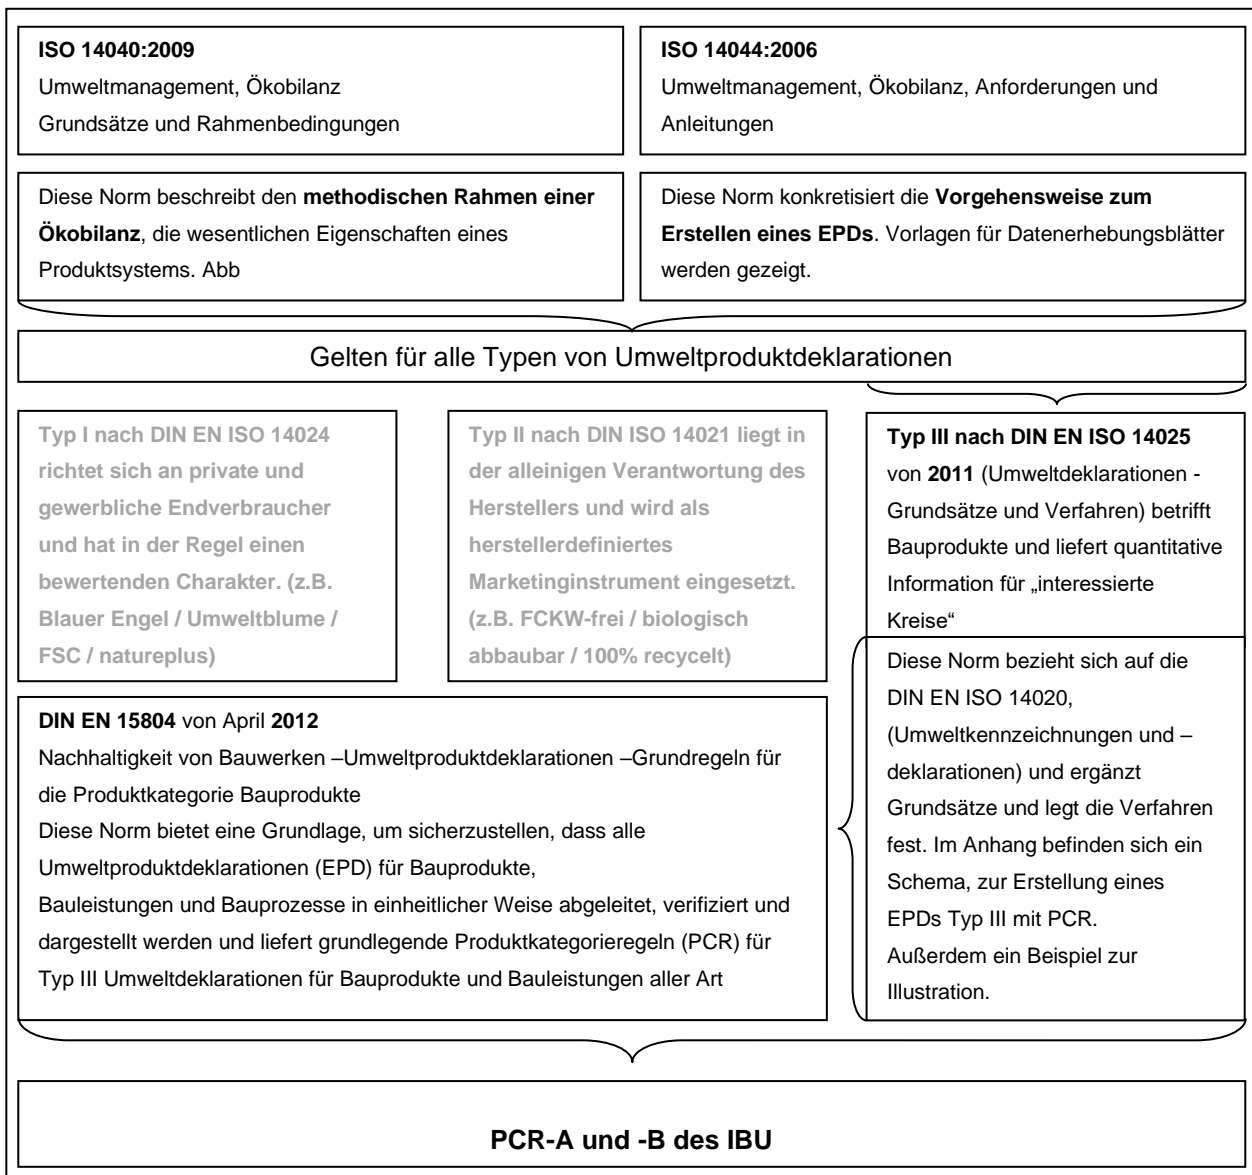 ISO 14040:2009
Umweltmanagement, Ökobilanz
Grundsätze und Rahmenbedingungen
ISO 14044:2006
Umweltmanagement, Ökobilanz, Anforderungen und
Anleitungen
Diese Norm beschreibt den methodischen Rahmen einer
Ökobilanz, die wesentlichen Eigenschaften eines
Produktsystems. Abb
Diese Norm konkretisiert die Vorgehensweise zum
Erstellen eines EPDs. Vorlagen für Datenerhebungsblätter
werden gezeigt.
Gelten für alle Typen von Umweltproduktdeklarationen
Typ I nach DIN EN ISO 14024
richtet sich an private und
gewerbliche Endverbraucher
und hat in der Regel einen
bewertenden Charakter. (z.B.
Blauer Engel / Umweltblume /
FSC / natureplus)
Typ II nach DIN ISO 14021 liegt in
der alleinigen Verantwortung des
Herstellers und wird als
herstellerdefiniertes
Marketinginstrument eingesetzt.
(z.B. FCKW-frei / biologisch
abbaubar / 100% recycelt)
Typ III nach DIN EN ISO 14025
von 2011 (Umweltdeklarationen -
Grundsätze und Verfahren) betrifft
Bauprodukte und liefert quantitative
Information für „interessierte
Kreise“
Diese Norm bezieht sich auf die
DIN EN ISO 14020,
(Umweltkennzeichnungen und –
deklarationen) und ergänzt
Grundsätze und legt die Verfahren
fest. Im Anhang befinden sich ein
Schema, zur Erstellung eines
EPDs Typ III mit PCR.
Außerdem ein Beispiel zur
Illustration.
DIN EN 15804 von April 2012
Nachhaltigkeit von Bauwerken –Umweltproduktdeklarationen –Grundregeln für
die Produktkategorie Bauprodukte
Diese Norm bietet eine Grundlage, um sicherzustellen, dass alle
Umweltproduktdeklarationen (EPD) für Bauprodukte,
Bauleistungen und Bauprozesse in einheitlicher Weise abgeleitet, verifiziert und
dargestellt werden und liefert grundlegende Produktkategorieregeln (PCR) für
Typ III Umweltdeklarationen für Bauprodukte und Bauleistungen aller Art
PCR-A und -B des IBU